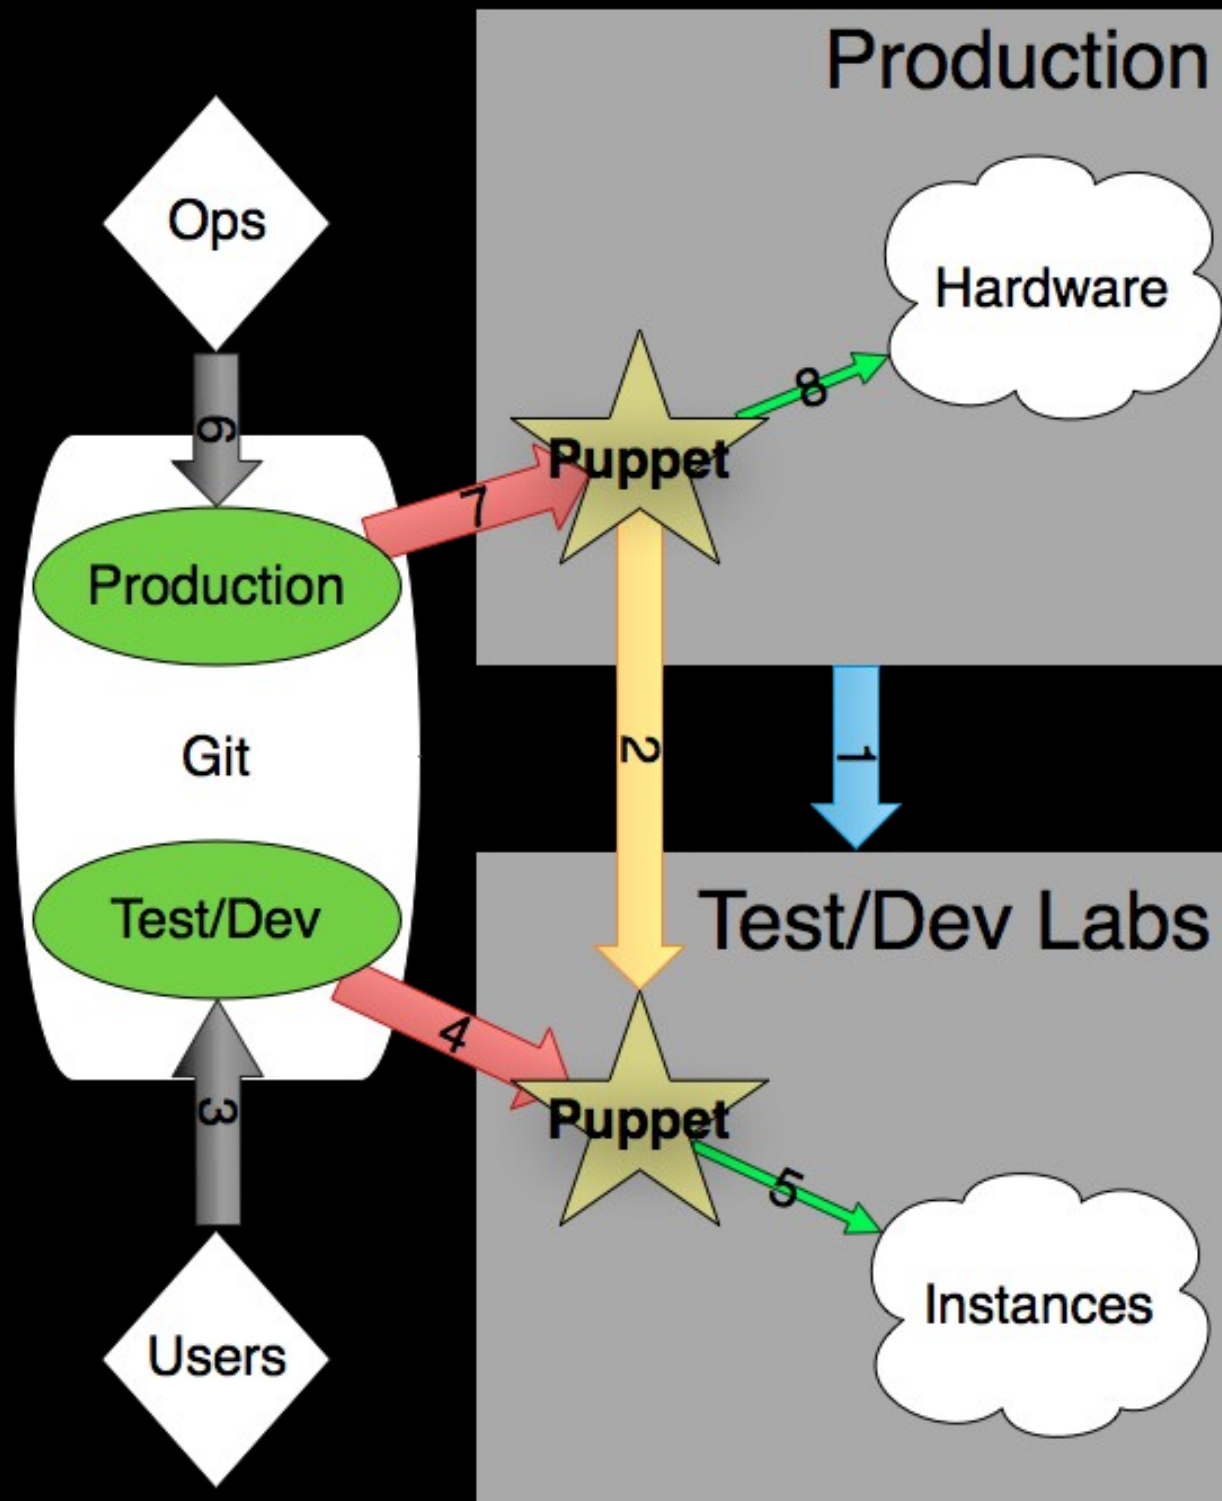 Production
Ops
Hardware
8
6
Puppet
7
Production
Git
2
1
Test/Dev
Test/Dev Labs
4
3
Puppet
5
Instances
Users